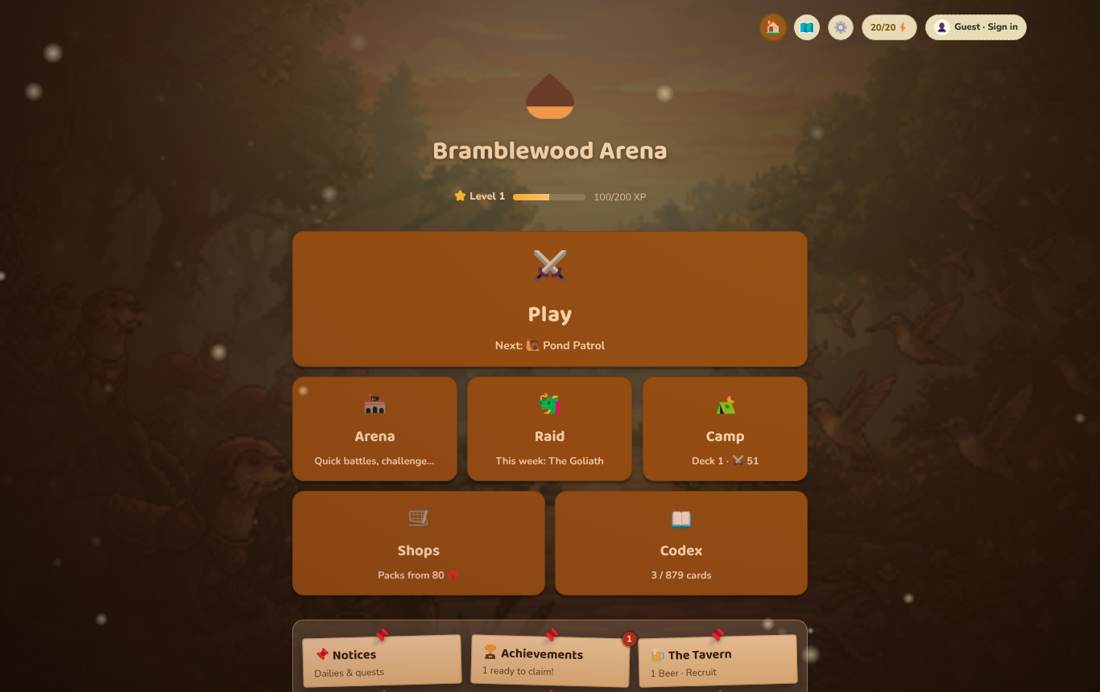 20/20
Guest · Sign in
Bramblewood Arena
Level 1
100/200 XP
Play
Next: Pond Patrol
Arena
Quick battles, challenge...
Raid
This week: The Goliath
Camp
Deck 1 · 51
Shops
Packs from 80
Codex
3 / 879 cards
Notices
Dailies & quests
Achievements
1 ready to claim!
1
The Tavern
1 Beer · Recruit